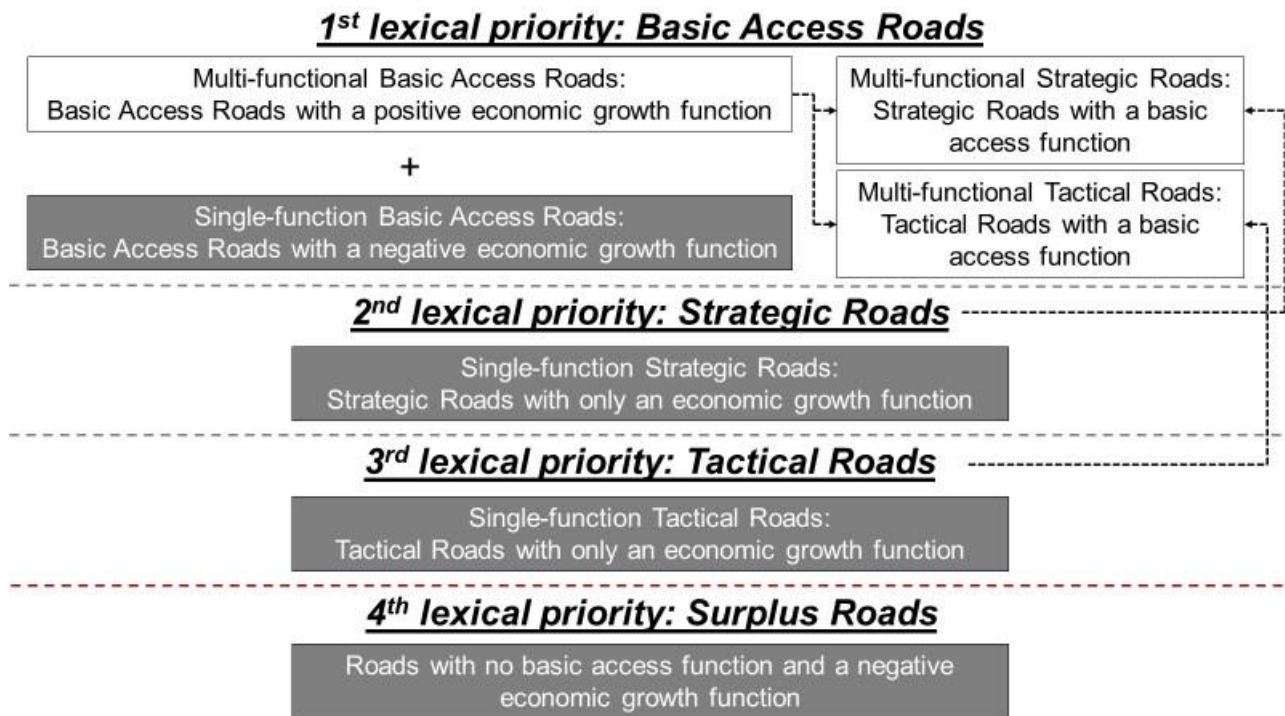 1st lexical priority: Basic Access Roads
Multi-functional Basic Access Roads:
Basic Access Roads with a positive economic growth function
+
Single-function Basic Access Roads:
Basic Access Roads with a negative economic growth function
Multi-functional Strategic Roads:
Strategic Roads with a basic
access function
Multi-functional Tactical Roads:
Tactical Roads with a basic
access function
2nd lexical priority: Strategic Roads
Single-function Strategic Roads:
Strategic Roads with only an economic growth function
3rd lexical priority: Tactical Roads
Single-function Tactical Roads:
Tactical Roads with only an economic growth function
4th lexical priority: Surplus Roads
Roads with no basic access function and a negative
economic growth function